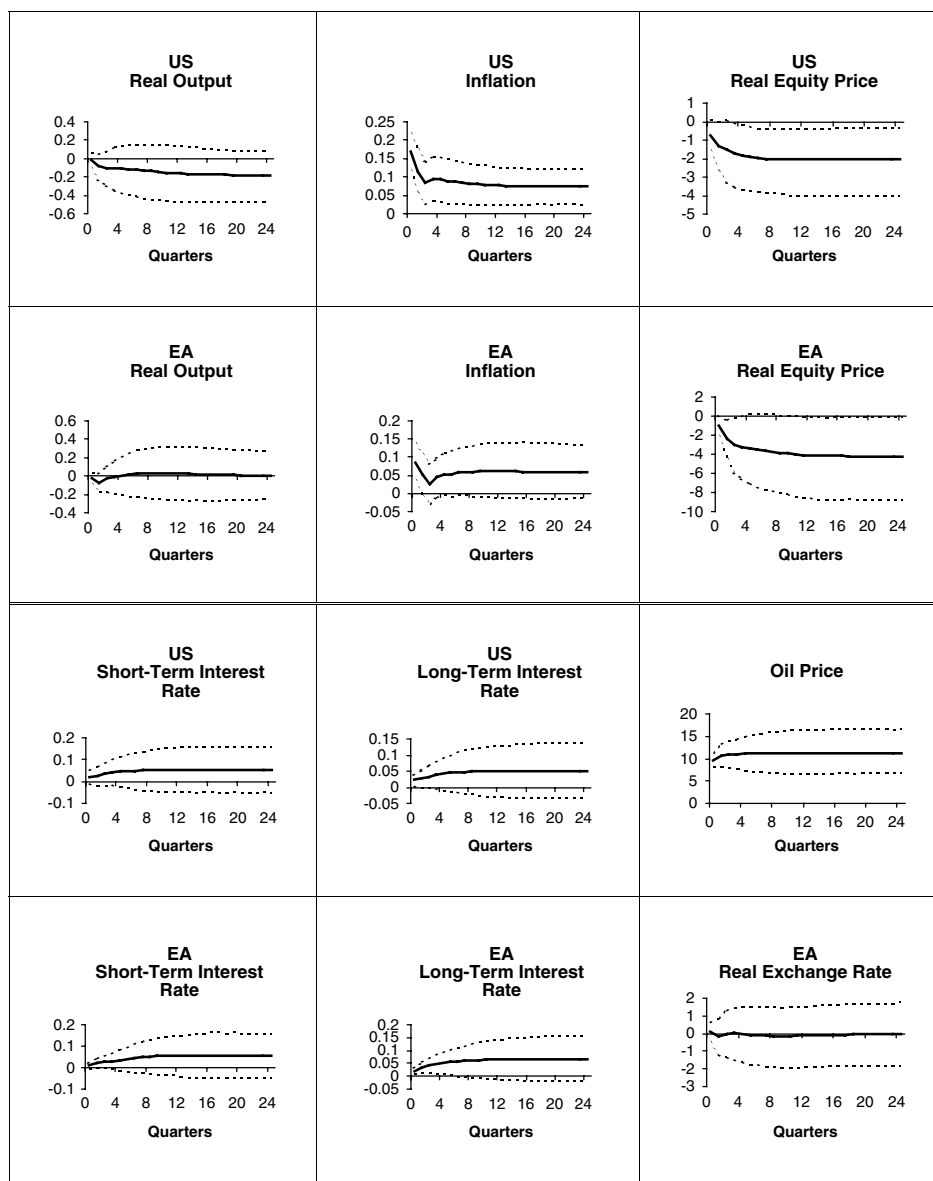 US
Real Output
0.4
0.2
0
-0.2
-0.4
-0.6
0 4 8 12 16 20 24
Quarters
US
Inflation
0.25
0.2
0.15
0.1
0.05
0
0 4 8 12 16 20 24
Quarters
US
Real Equity Price
1
0
-1
-2
-3
-4
-5
0 4 8 12 16 20 24
Quarters
EA
Real Output
0.6
0.4
0.2
0
-0.2
-0.4
0 4 8 12 16 20 24
Quarters
EA
Inflation
0.2
0.15
0.1
0.05
0
-0.05
0 4 8 12 16 20 24
Quarters
EA
Real Equity Price
2
0
-2
-4
-6
-8
-10
0 4 8 12 16 20 24
Quarters
US
Short-Term Interest
Rate
0.2
0.1
0
-0.1
0 4 8 12 16 20 24
Quarters
US
Long-Term Interest
Rate
0.15
0.1
0.05
0
-0.05
0 4 8 12 16 20 24
Quarters
Oil Price
20
15
10
5
0
0 4 8 12 16 20 24
Quarters
EA
Short-Term Interest
Rate
0.2
0.1
0
-0.1
0 4 8 12 16 20 24
Quarters
EA
Long-Term Interest
Rate
0.2
0.15
0.1
0.05
0
-0.05
0 4 8 12 16 20 24
Quarters
EA
Real Exchange Rate
2
1
0
-1
-2
-3
0 4 8 12 16 20 24
Quarters